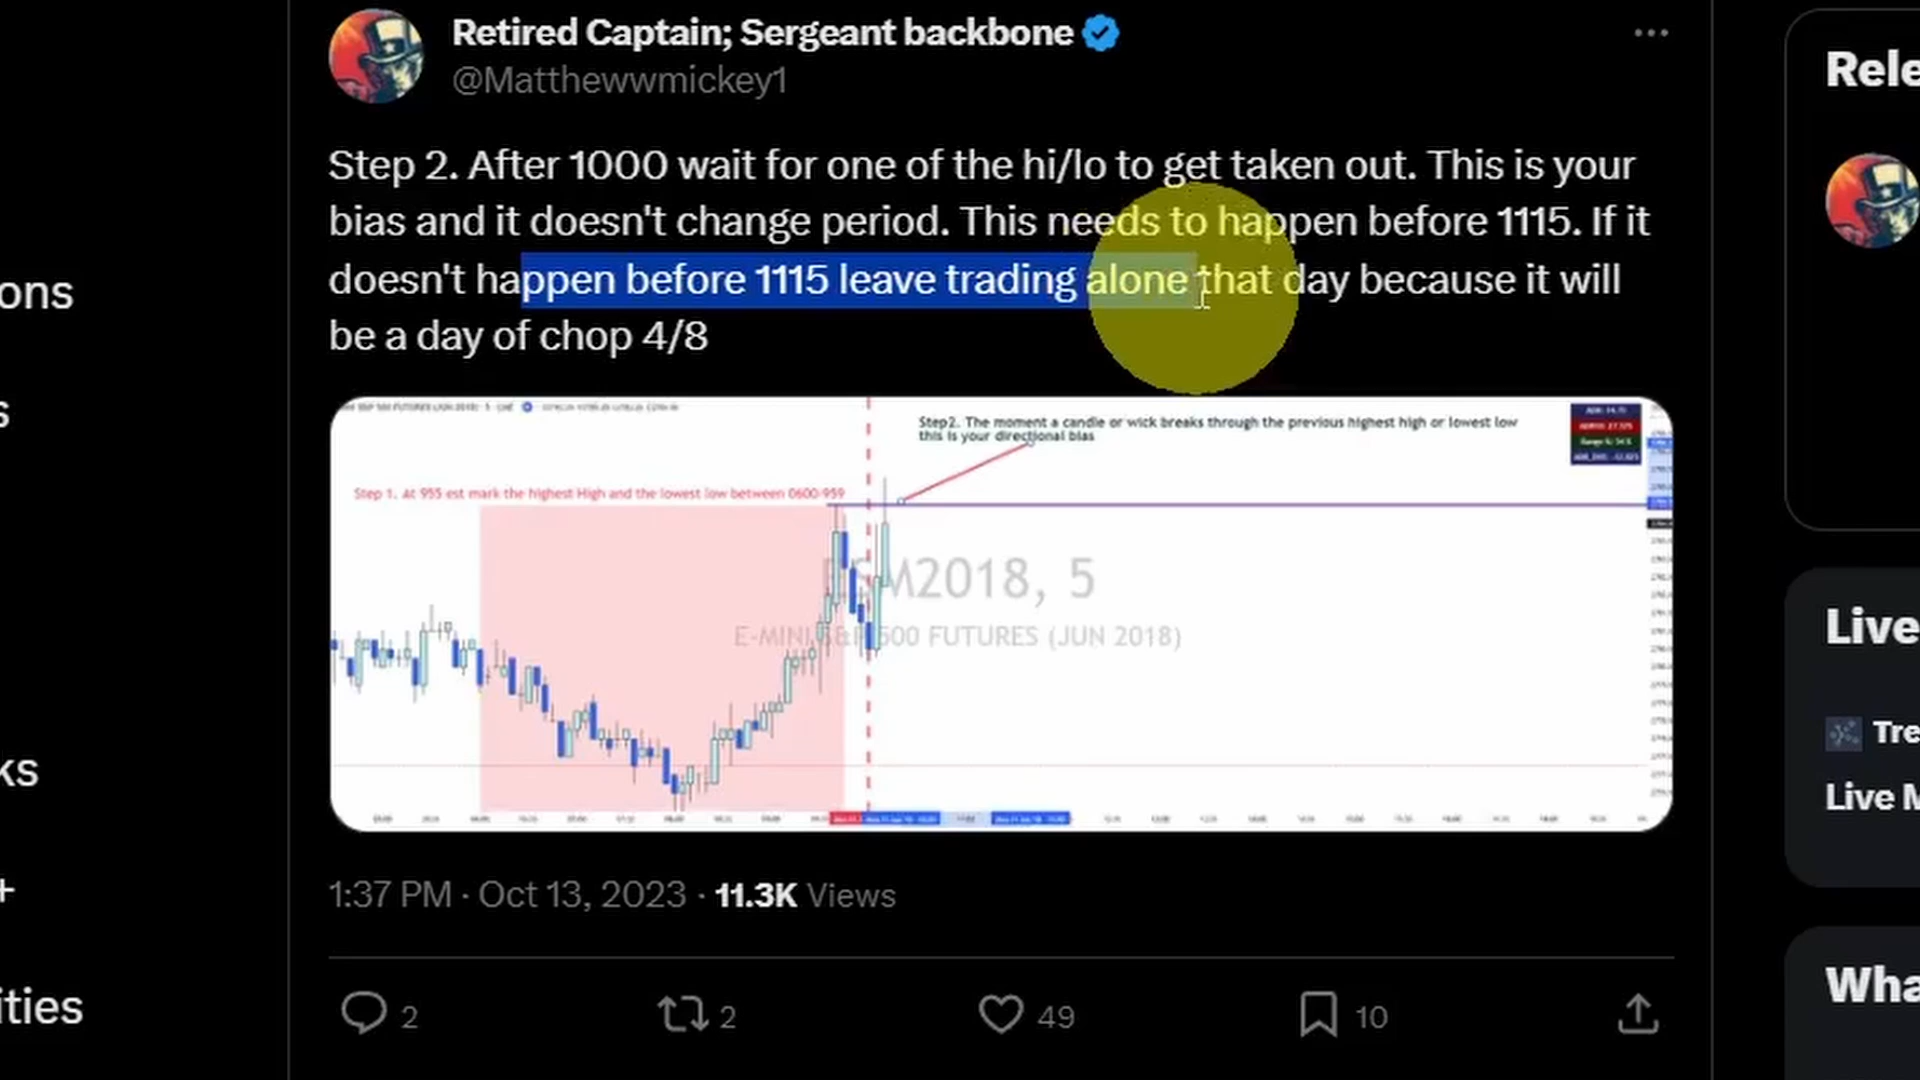 Retired Captain; Sergeant backbone
@Matthewwmickey1
Rele
Step 2. After 1000 wait for one of the hi/lo to get taken out. This is your
bias and it doesn't change period. This needs to happen before 1115. If it
doesn't happen before 1115 leave trading alone that day because it will
be a day of chop 4/8
ons
s
ks
+
ities
Step2. The moment a candle or wick breaks through the previous highest high or lowest low
this is your directional bias
Step 1. At 955 est mark the highest High and the lowest low between 0600-959
ESM2018, 5
E-MINI S&P 500 FUTURES (JUN 2018)
1:37 PM · Oct 13, 2023 · 11.3K Views
2
2
49
10
Live
Tre
Live M
Wha